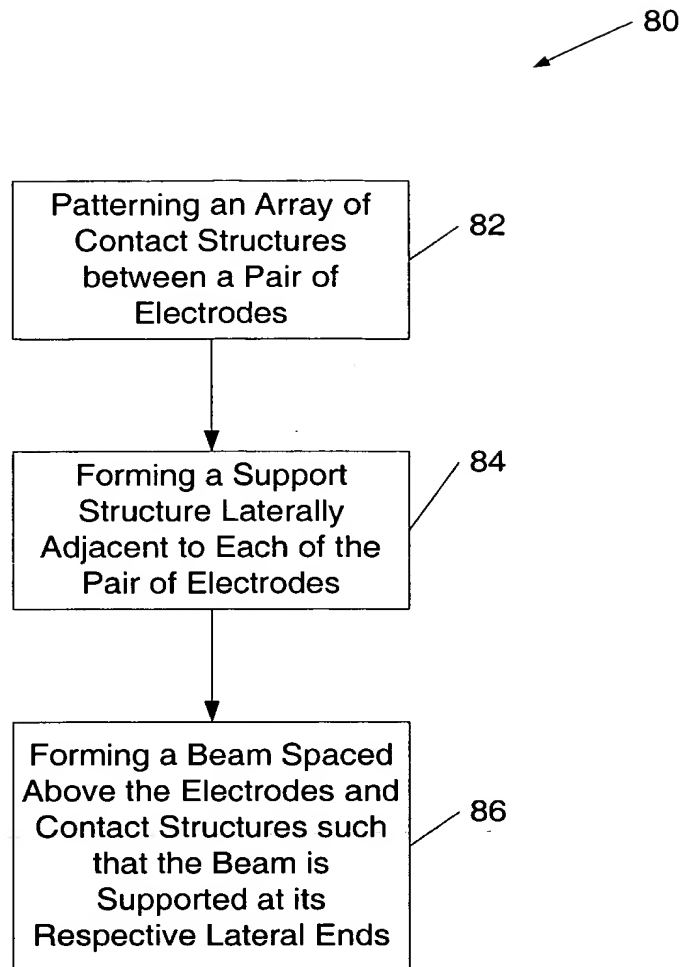 80
Patterning an Array of
Contact Structures
between a Pair of
Electrodes
82
Forming a Support
Structure Laterally
Adjacent to Each of the
Pair of Electrodes
84
Forming a Beam Spaced
Above the Electrodes and
Contact Structures such
that the Beam is
Supported at its
Respective Lateral Ends
86